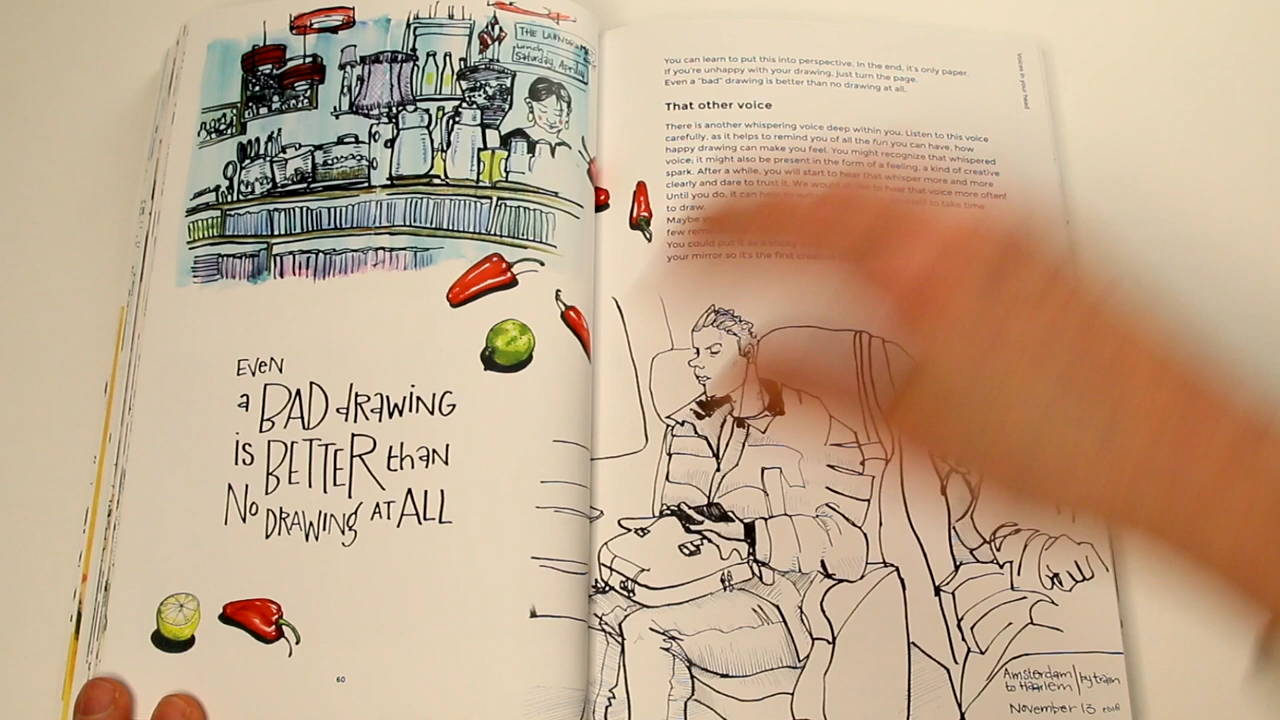 THE LAUNDROMAT
Lunch
Saturday, April
EVEN
a BAD drawing
is BETTER than
No DRAWINg AT ALL
60
You can learn to put this into perspective. In the end, it's only paper.
If you're unhappy with your drawing, just turn the page.
Even a "bad" drawing is better than no drawing at all.
Voices in your head
That other voice
There is another whispering voice deep within you. Listen to this voice
carefully, as it helps to remind you of all the fun you can have, how
happy drawing can make you feel. You might recognize that whispered
voice; it might also be present in the form of a feeling, a kind of creative
spark. After a while, you will start to hear that whisper more and more
clearly and dare to trust it. We would to hear that voice more often!
Until you do, it can to take time
to draw.
Maybe
few
You could put it as a sticky
your mirror so it's the first
Amsterdam by train
to Haarlem
November 13 2018